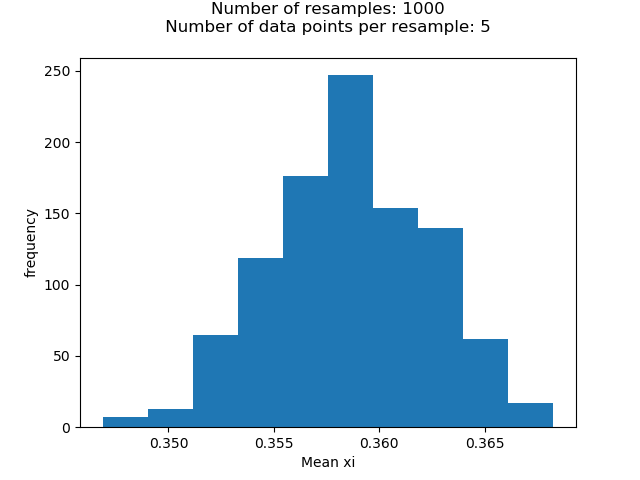 Number of resamples: 1000
Number of data points per resample: 5
250
200
150
100
50
0
frequency
0.350 0.355 0.360 0.365
Mean xi